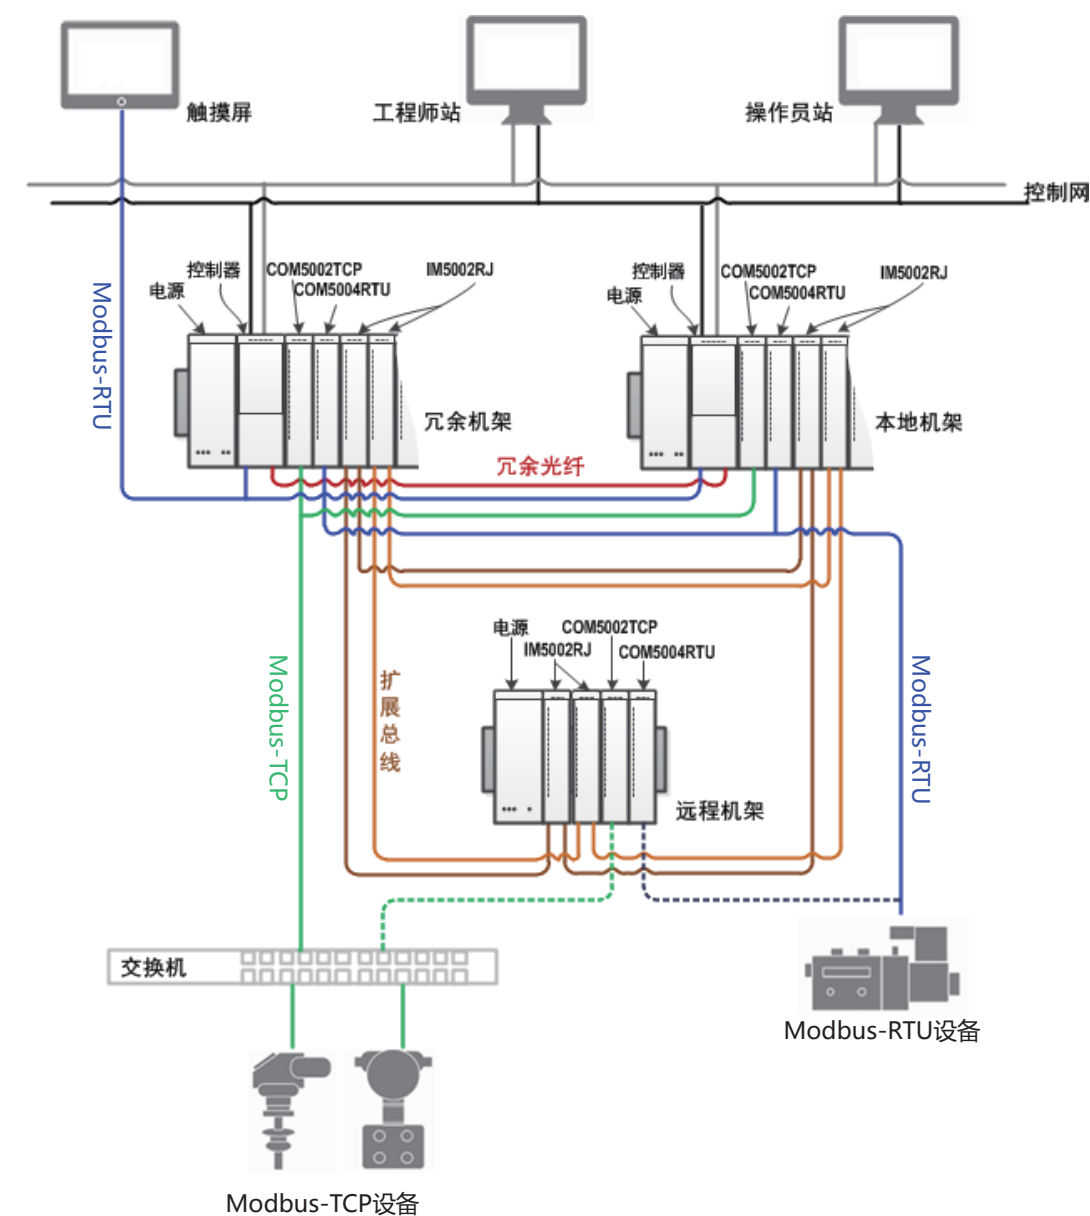 触摸屏
工程师站
操作员站
控制网
控制器
COM5002TCP
IM5002RJ
电源
COM5004RTU
Modbus-RTU
冗余机架
控制器
COM5002TCP
IM5002RJ
电源
COM5004RTU
本地机架
冗余光纤
电源
COM5002TCP
IM5002RJ
COM5004RTU
扩展总线
Modbus-TCP
Modbus-RTU
远程机架
交换机
Modbus-RTU设备
Modbus-TCP设备